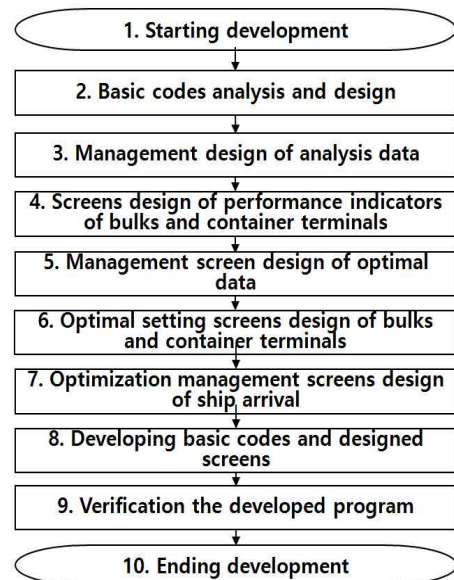 1. Starting development
2. Basic codes analysis and design
3. Management design of analysis data
4. Screens design of performance indicators
of bulks and container terminals
5. Management screen design of optimal
data
6. Optimal setting screens design of bulks
and container terminals
7. Optimization management screens design
of ship arrival
8. Developing basic codes and designed
screens
9. Verification the developed program
10. Ending development